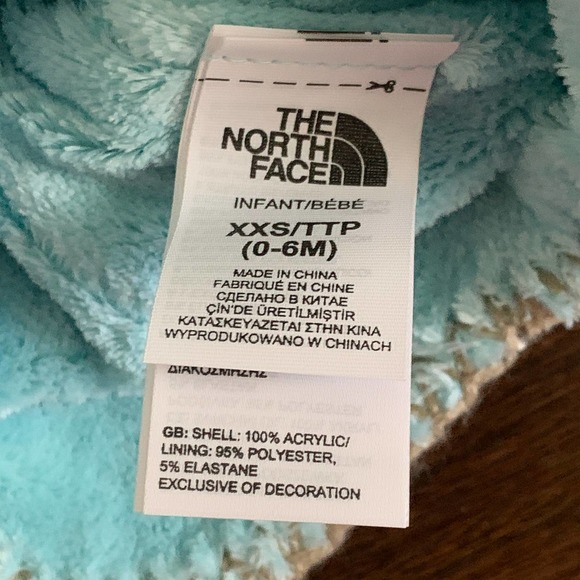 THE
NORTH
FACE
INFANT/BÉBÉ
XXS/TTP
(0-6M)
MADE IN CHINA
FABRIQUÉ EN CHINE
СДЕЛАНО В КИТАЕ
ÇİN'DE ÜRETİLMİŞTİR
ΚΑΤΑΣΚΕΥΑΖΕΤΑΙ ΣΤΗΝ ΚΙΝΑ
WYPRODUKOWANO W CHINACH
ΔΙΑΚΟΣΜΗΣΗΣ
GB: SHELL: 100% ACRYLIC/
LINING: 95% POLYESTER,
5% ELASTANE
EXCLUSIVE OF DECORATION